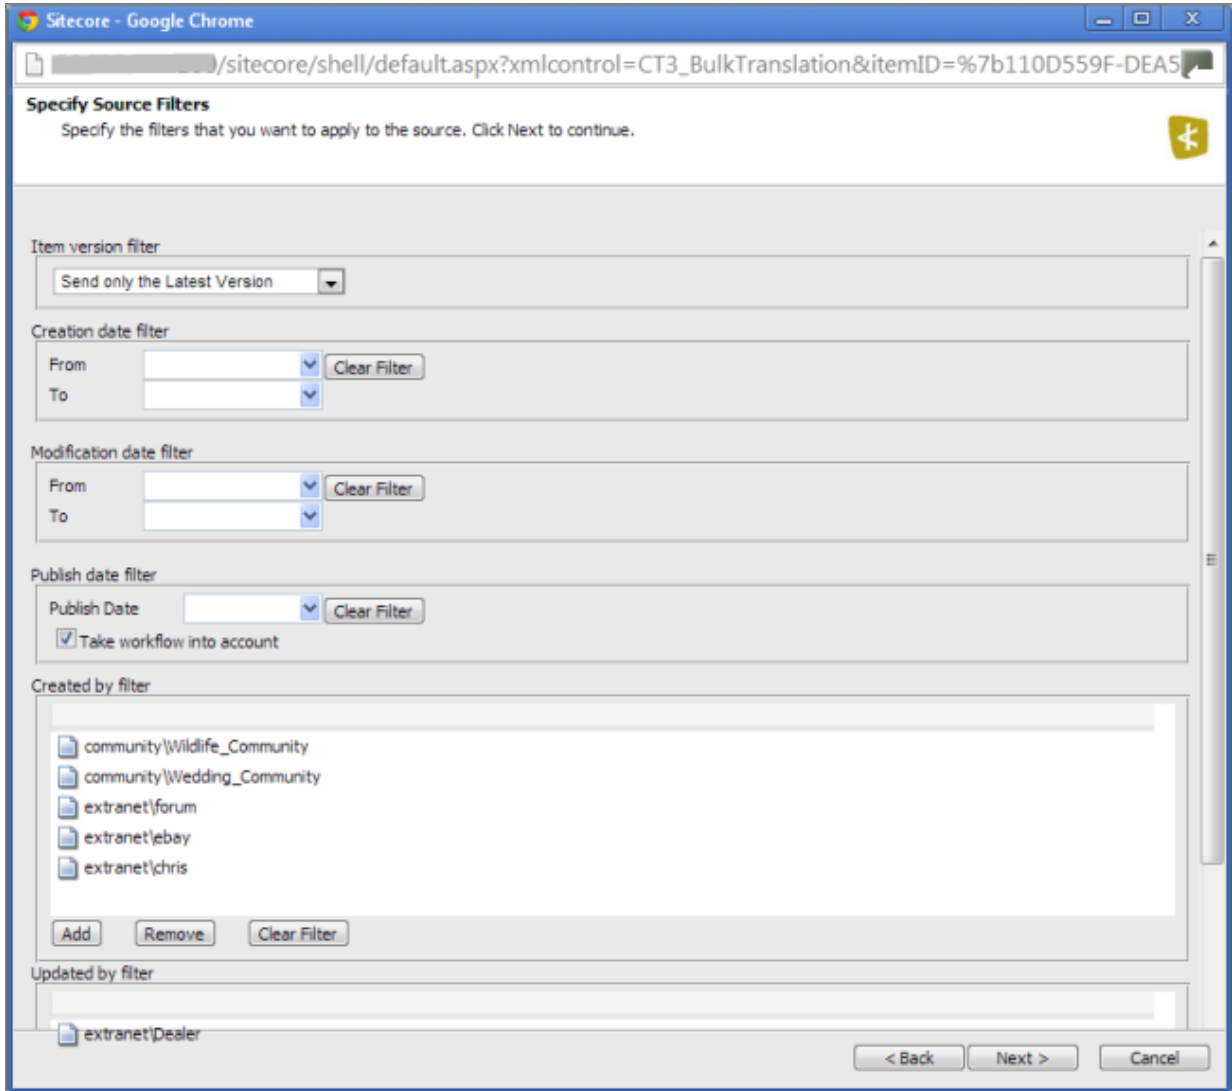 Sitecore - Google Chrome
/sitecore/shell/default.aspx?xmlcontrol=CT3_BulkTranslation&itemID=%7b110D559F-DEA5
Specify Source Filters
Specify the filters that you want to apply to the source. Click Next to continue.
Item version filter
Send only the Latest Version
Creation date filter
From
Clear Filter
To
Modification date filter
From
Clear Filter
To
Publish date filter
Publish Date
Clear Filter
Take workflow into account
Created by filter
community\Wildlife_Community
community\Wedding_Community
extranet\forum
extranet\ebay
extranet\chris
Add Remove Clear Filter
Updated by filter
extranet\Dealer
< Back Next > Cancel